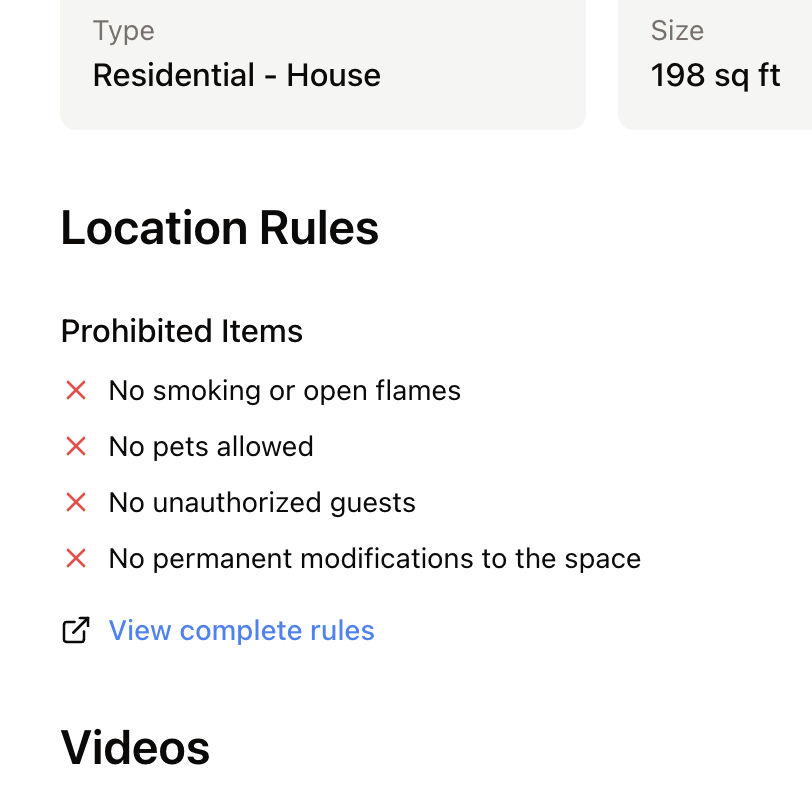 Type
Residential - House
Size
198 sq ft
Location Rules
Prohibited Items
No smoking or open flames
No pets allowed
No unauthorized guests
No permanent modifications to the space
View complete rules
Videos